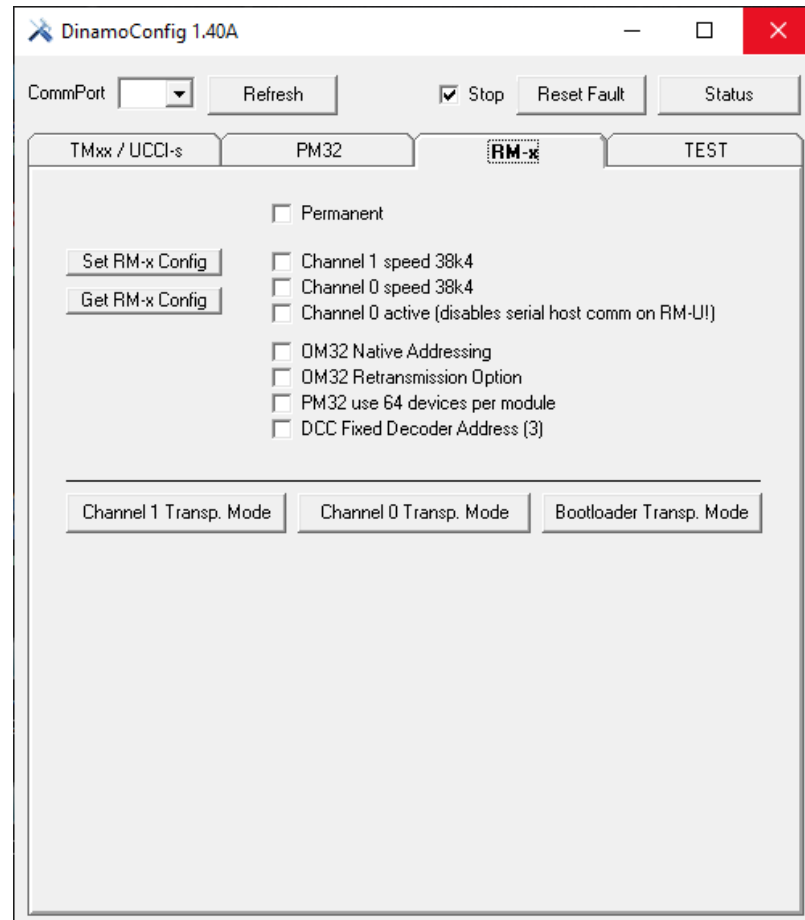 DinamoConfig 1.40A
CommPort Refresh Stop Reset Fault Status
TMxx / UCCI-s PM32 RM-x TEST
Permanent
Set RM-x Config Channel 1 speed 38k4
Channel 0 speed 38k4
Get RM-x Config
Channel 0 active (disables serial host comm on RM-U!)
OM32 Native Addressing
OM32 Retransmission Option
PM32 use 64 devices per module
DCC Fixed Decoder Address (3)
Channel 1 Transp. Mode Channel 0 Transp. Mode Bootloader Transp. Mode